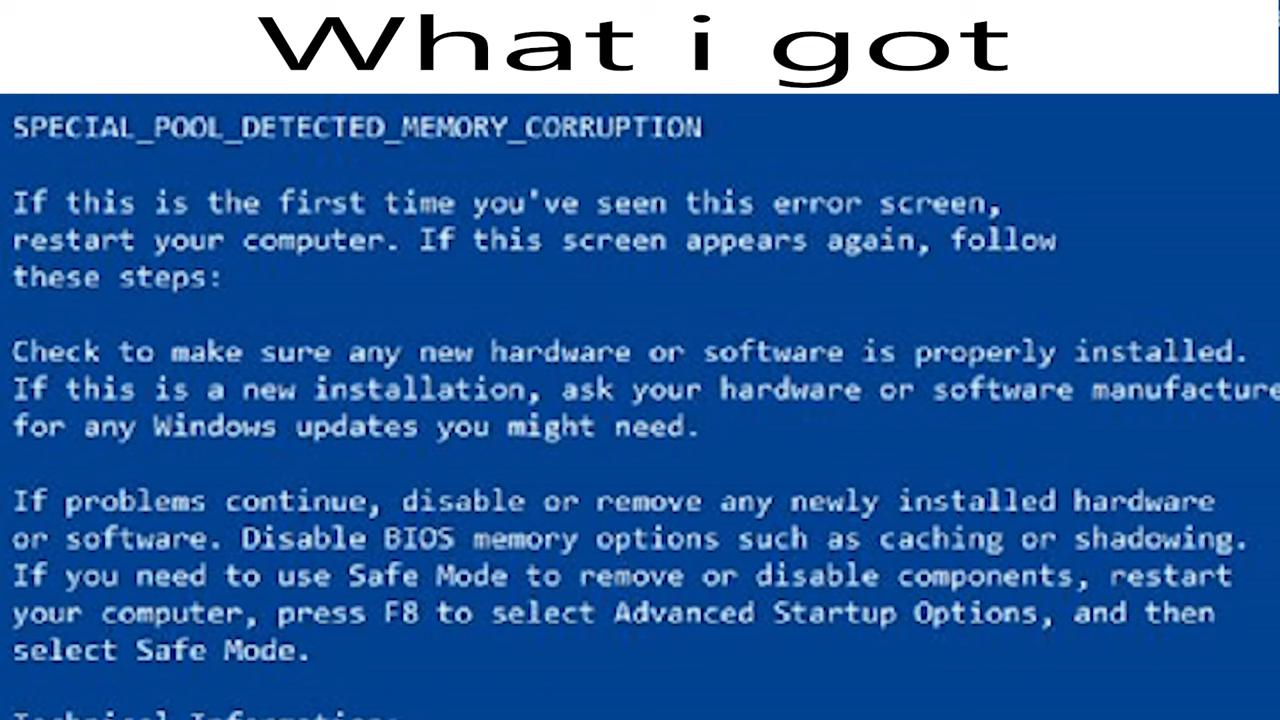 What i got
SPECIAL_POOL_DETECTED_MEMORY_CORRUPTION
If this is the first time you've seen this error screen,
restart your computer. If this screen appears again, follow
these steps:
Check to make sure any new hardware or software is properly installed.
If this is a new installation, ask your hardware or software manufacture
for any Windows updates you might need.
If problems continue, disable or remove any newly installed hardware
or software. Disable BIOS memory options such as caching or shadowing.
If you need to use Safe Mode to remove or disable components, restart
your computer, press F8 to select Advanced Startup Options, and then
select Safe Mode.
Technical Information: